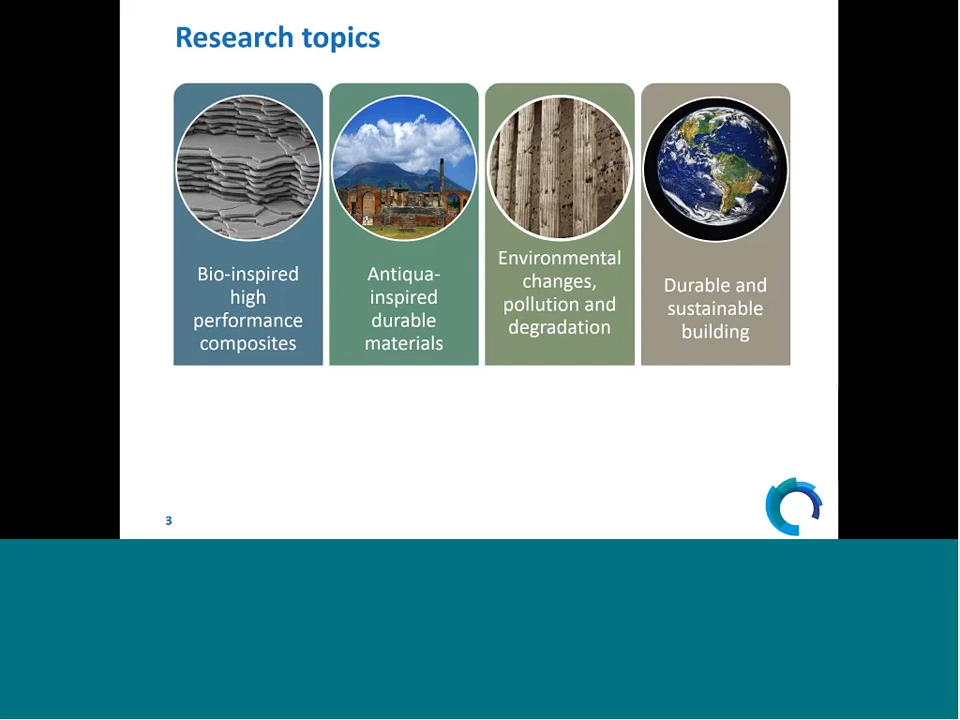 Research topics
Bio-inspired
high
performance
composites
Antiqua-
inspired
durable
materials
Environmental
changes,
pollution and
degradation
Durable and
sustainable
building
3